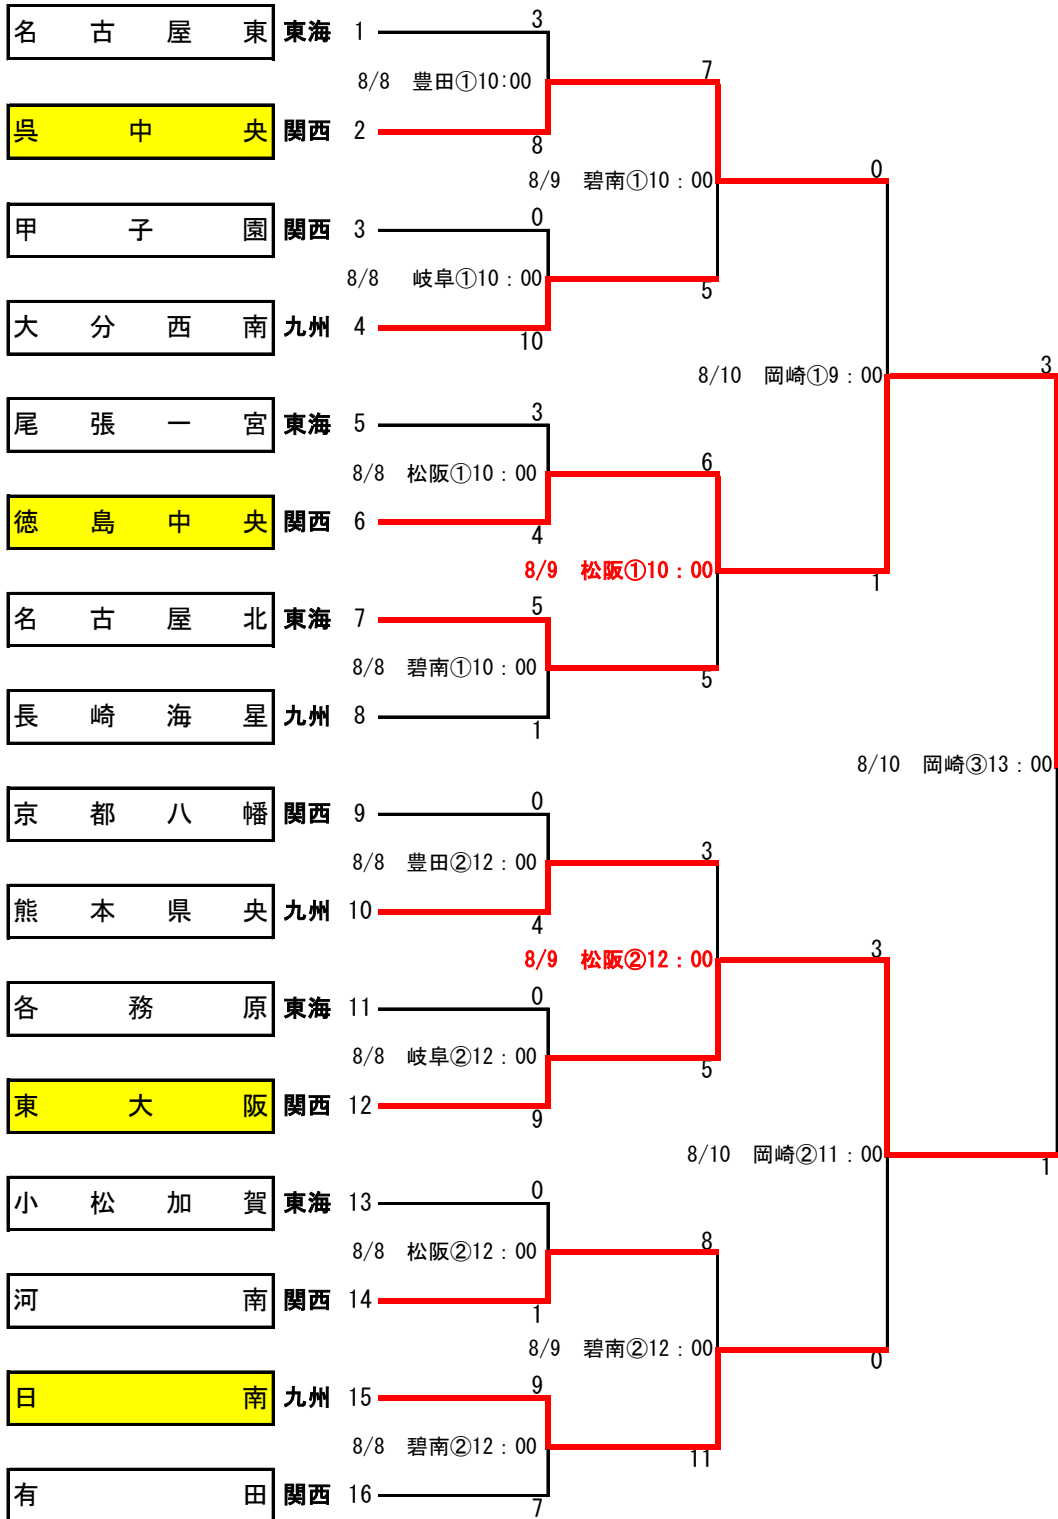 3
名古屋東 東海 1
7
8/8 豊田①10:00
呉中央 関西 2
8
0
8/9 碧南①10：00
0
甲子園 関西 3
8/8 岐阜①10：00
5
大分西南 九州 4
10
3
8/10 岡崎①9：00
3
尾張一宮 東海 5
6
8/8 松阪①10：00
徳島中央 関西 6
4
8/9 松阪①10：00
1
5
名古屋北 東海 7
8/8 碧南①10：00
5
長崎海星 九州 8
1
8/10 岡崎③13：00
0
京都八幡 関西 9
3
8/8 豊田②12：00
熊本県央 九州 10
4
3
8/9 松阪②12：00
0
各務原 東海 11
8/8 岐阜②12：00
5
東大阪 関西 12
9
8/10 岡崎②11：00
1
0
小松加賀 東海 13
8
8/8 松阪②12：00
河南 関西 14
1
8/9 碧南②12：00
0
9
日南 九州 15
8/8 碧南②12：00
11
有田 関西 16
7